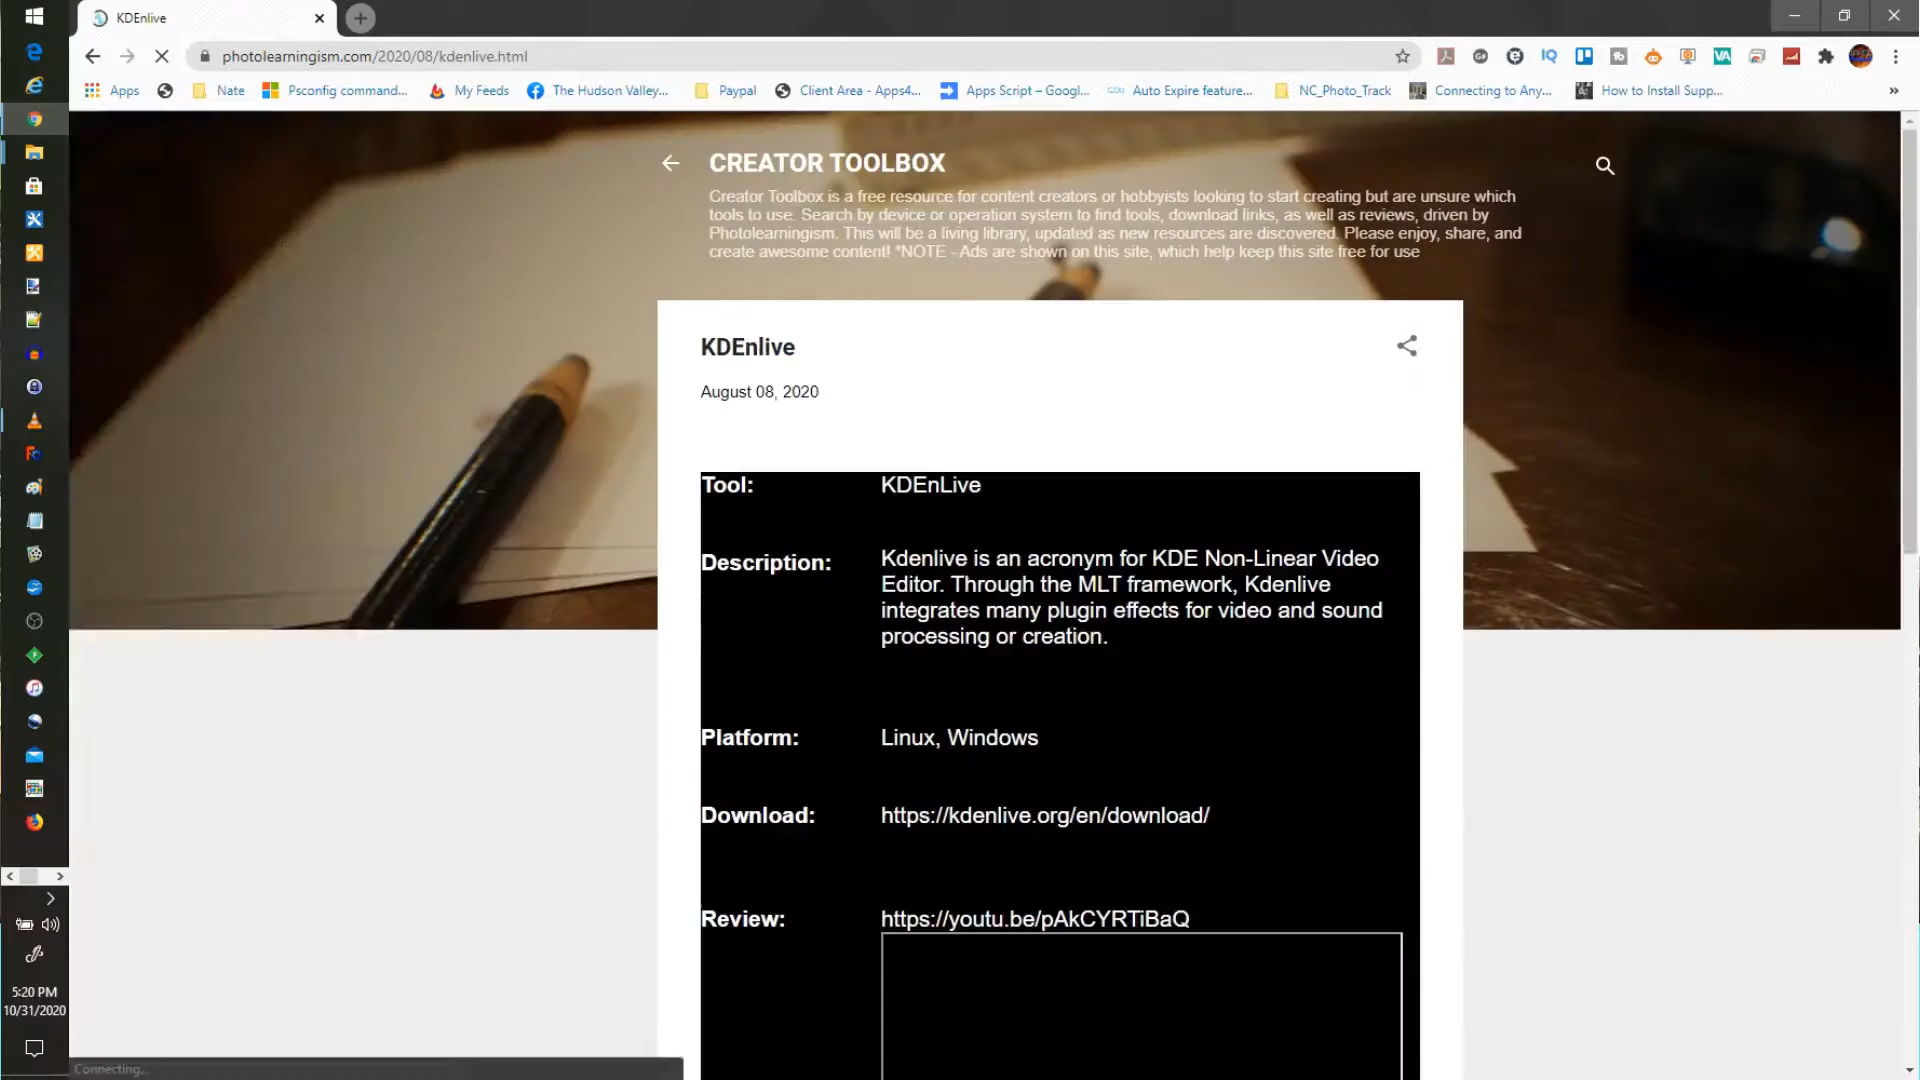 KDEnlive
photolearningism.com/2020/08/kdenlive.html
Apps
Nate
Psconfig command...
My Feeds
The Hudson Valley...
Paypal
Client Area - Apps4...
Apps Script – Googl...
Auto Expire feature...
NC_Photo_Track
Connecting to Any...
How to Install Supp...
»
CREATOR TOOLBOX
Creator Toolbox is a free resource for content creators or hobbyists looking to start creating but are unsure which
tools to use. Search by device or operation system to find tools, download links, as well as reviews, driven by
Photolearningism. This will be a living library, updated as new resources are discovered. Please enjoy, share, and
create awesome content! *NOTE - Ads are shown on this site, which help keep this site free for use
KDEnlive
August 08, 2020
Tool: KDEnLive
Description: Kdenlive is an acronym for KDE Non-Linear Video
Editor. Through the MLT framework, Kdenlive
integrates many plugin effects for video and sound
processing or creation.
Platform: Linux, Windows
Download: https://kdenlive.org/en/download/
Review: https://youtu.be/pAkCYRTiBaQ
5:20 PM
10/31/2020
Connecting...